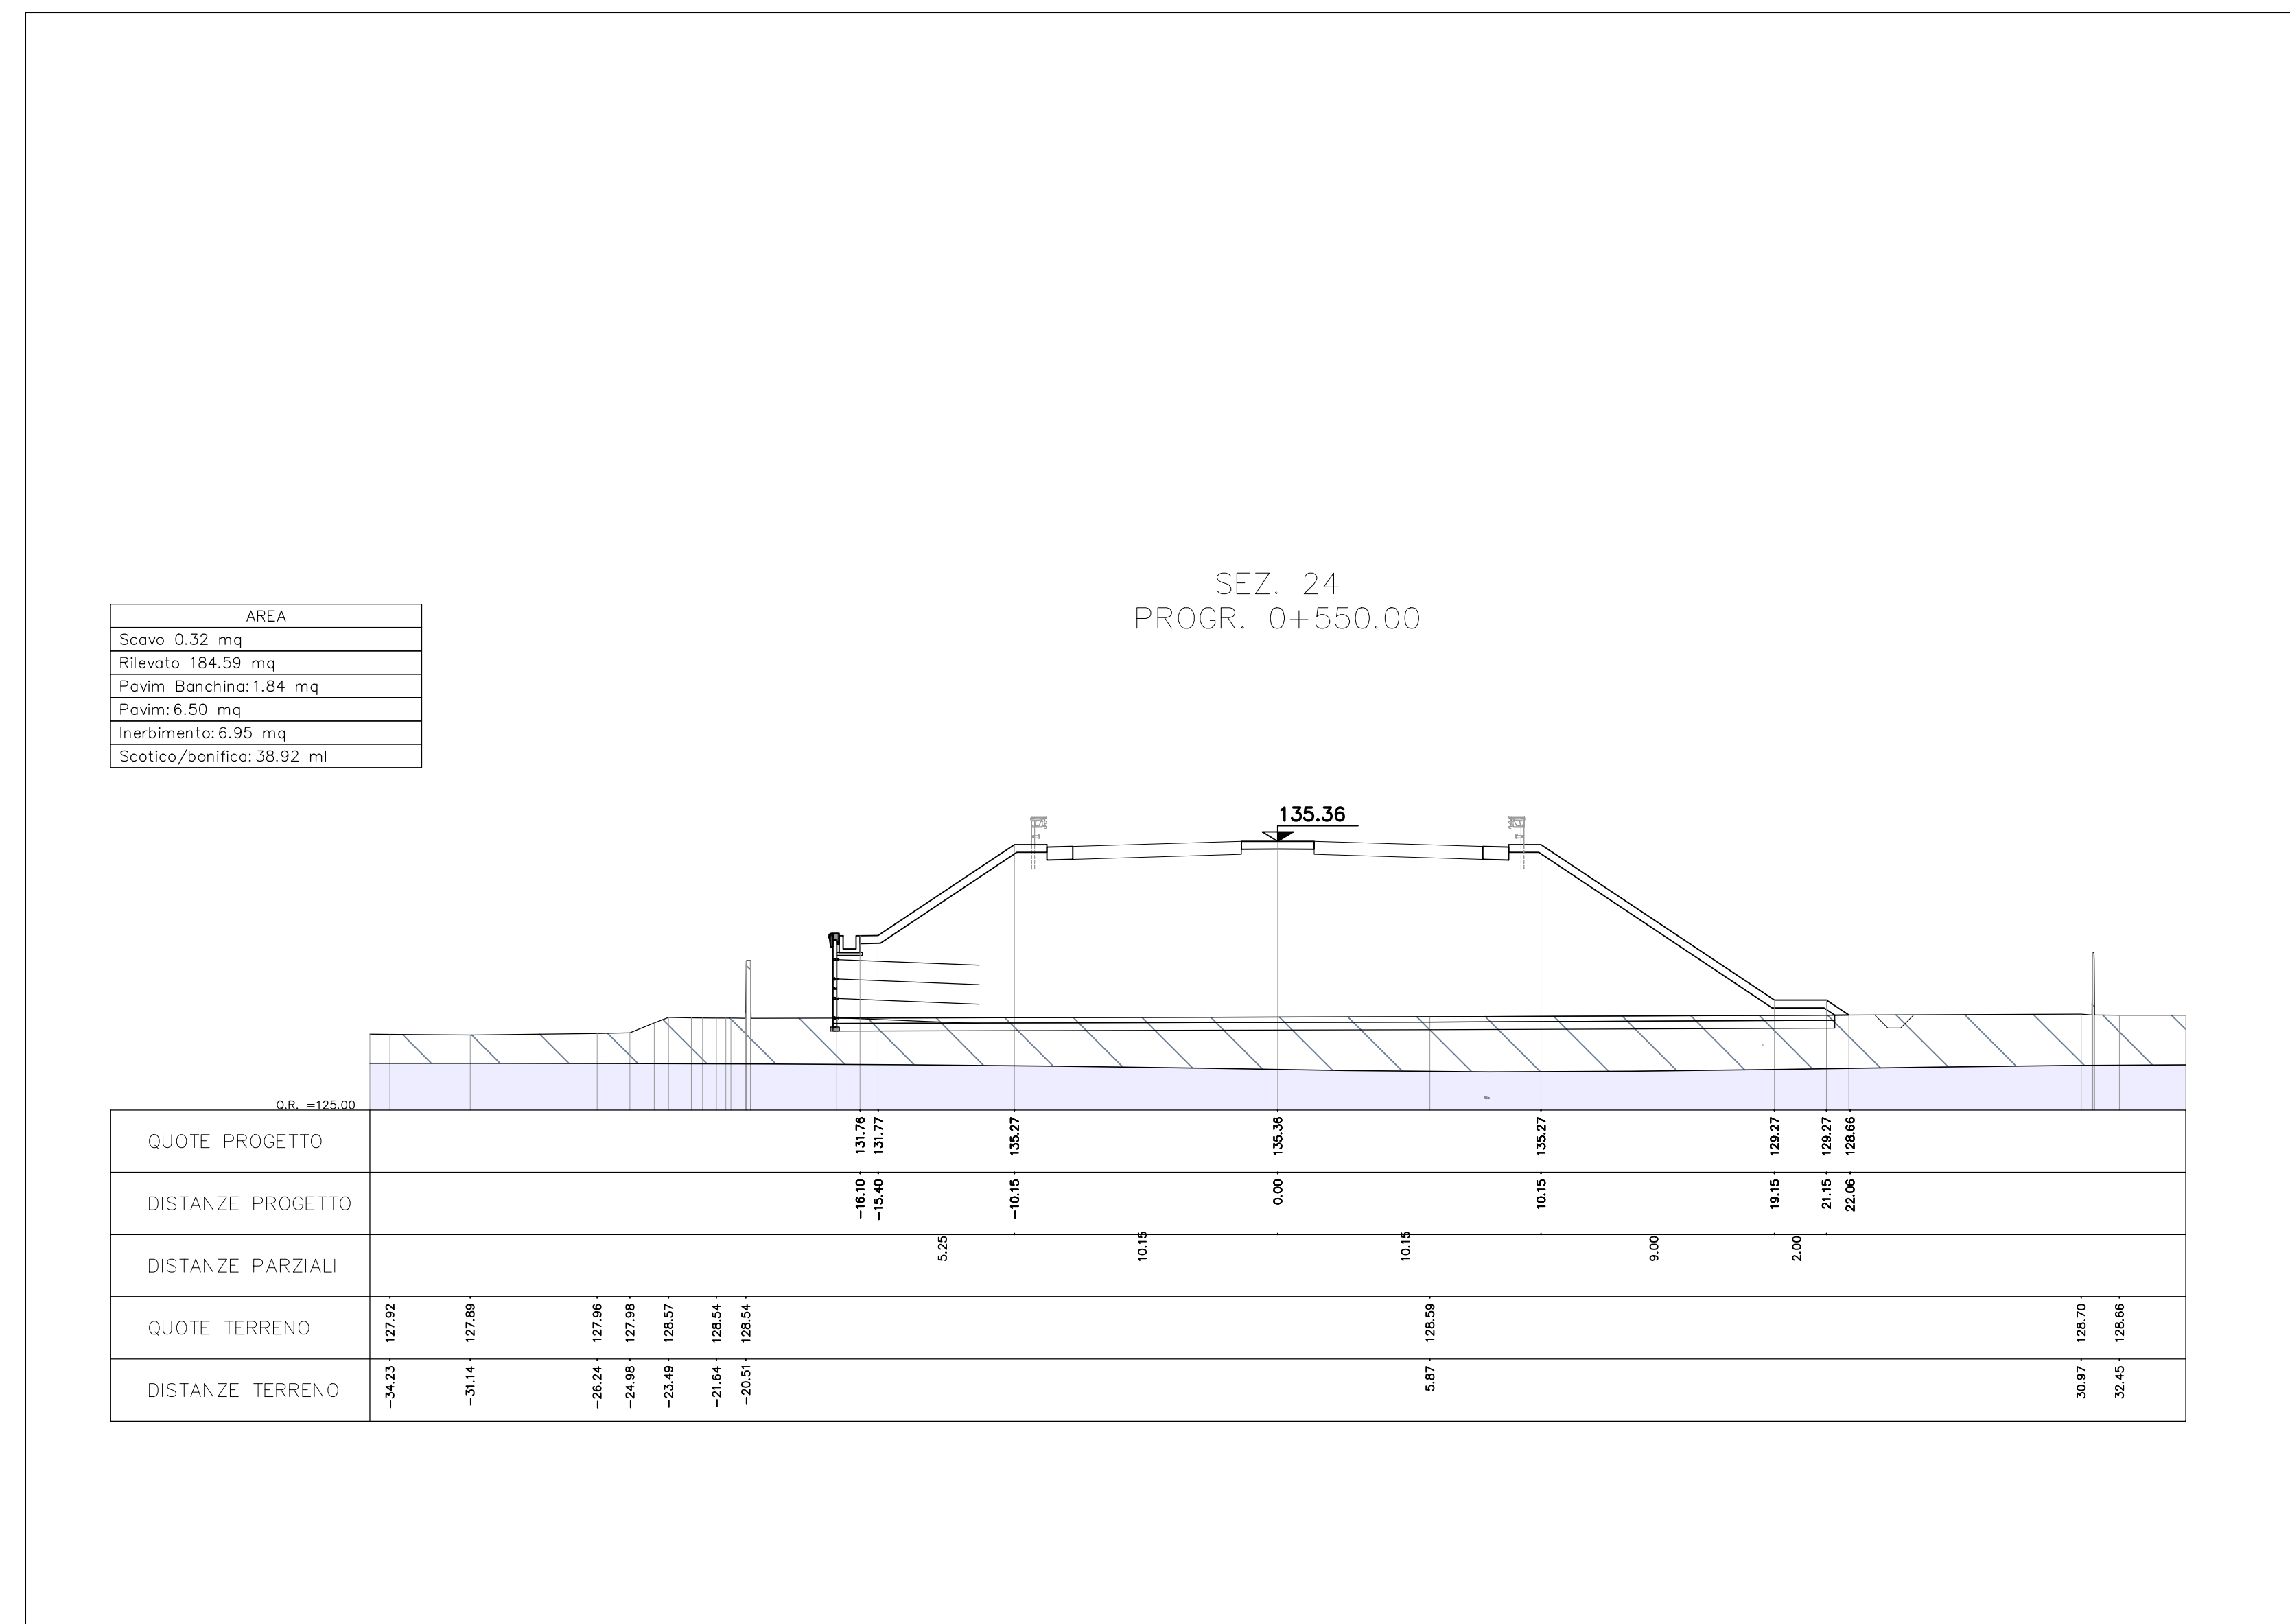 SEZ. 24
PROGR. 0+550.00
AREA
Scavo 0.32 mq
Rilevato 184.59 mq
Pavim Banchina:1.84 mq
Pavim:6.50 mq
Inerbimento:6.95 mq
Scotico/bonifica:38.92 ml
135.36
Q.R. =125.00
QUOTE PROGETTO 131.76 131.77 135.27 135.36 135.27 129.27 129.27 128.66
DISTANZE PROGETTO -16.10 -15.40 -10.15 0.00 10.15 19.15 21.15 22.06
DISTANZE PARZIALI 5.25 10.15 10.15 9.00 2.00
QUOTE TERRENO 127.92 127.89 127.96 127.98 128.57 128.54 128.54 128.59 128.70 128.66
DISTANZE TERRENO -34.23 -31.14 -26.24 -24.98 -23.49 -21.64 -20.51 5.87 30.97 32.45